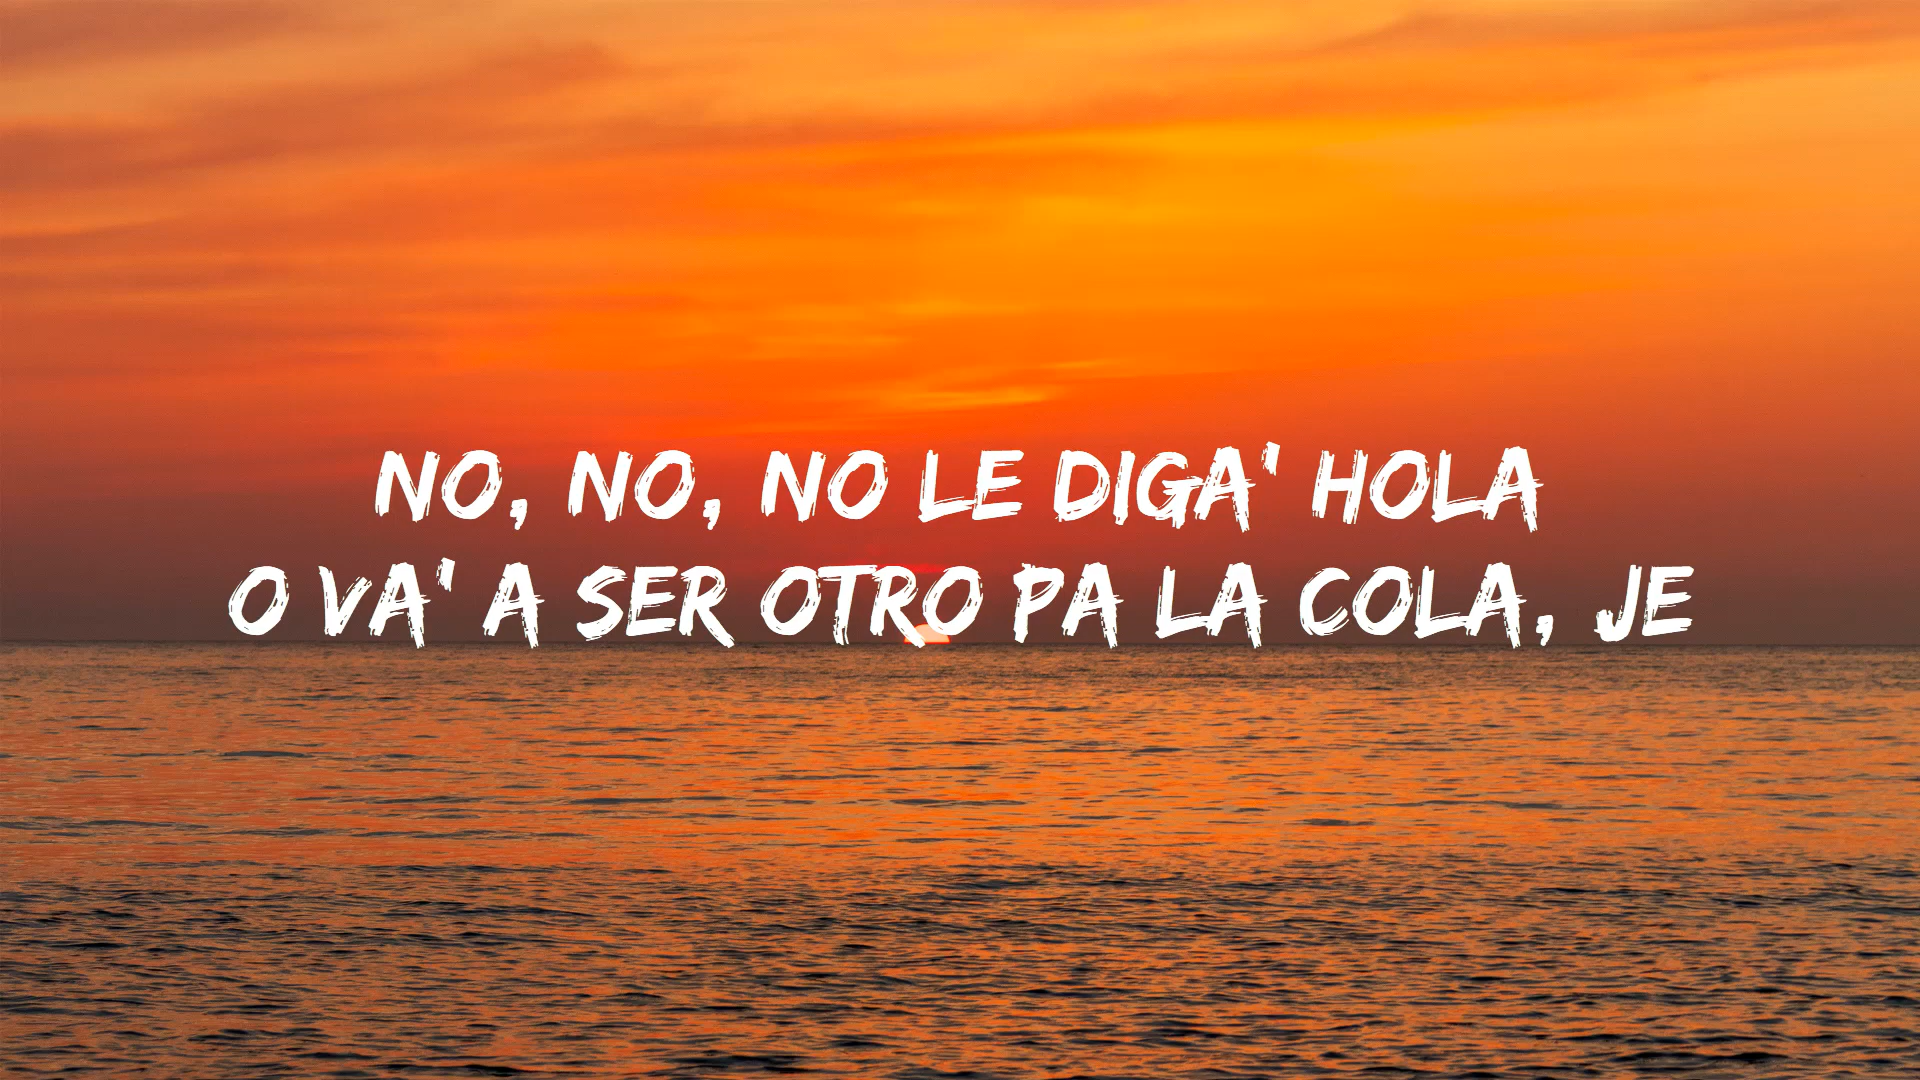 NO, NO, NO LE DIGA' HOLA
O VA' A SER OTRO PA LA COLA, JE